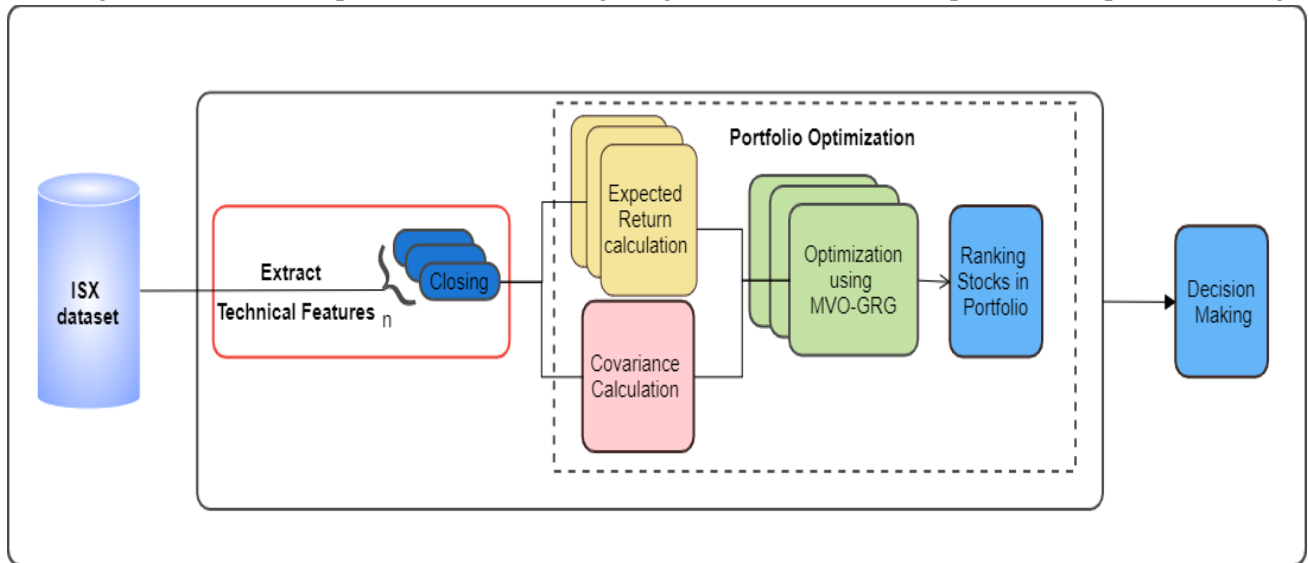 ISX
dataset
Extract
Technical Features
n
Closing
Portfolio Optimization
Expected
Return
calculation
Covariance
Calculation
Optimization
using
MVO-GRG
Ranking
Stocks in
Portfolio
Decision
Making